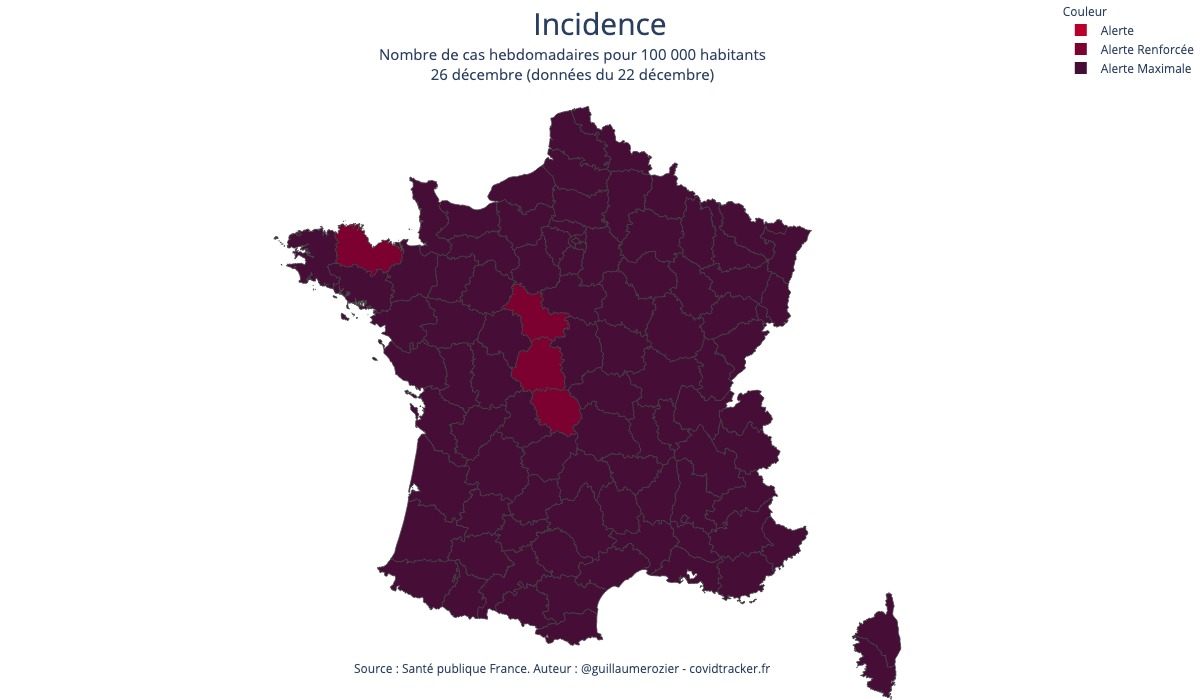 Incidence
Nombre de cas hebdomadaires pour 100 000 habitants
26 décembre (données du 22 décembre)
Couleur
Alerte
Alerte Renforcée
Alerte Maximale
Source : Santé publique France. Auteur : @guillaumerozier - covidtracker.fr